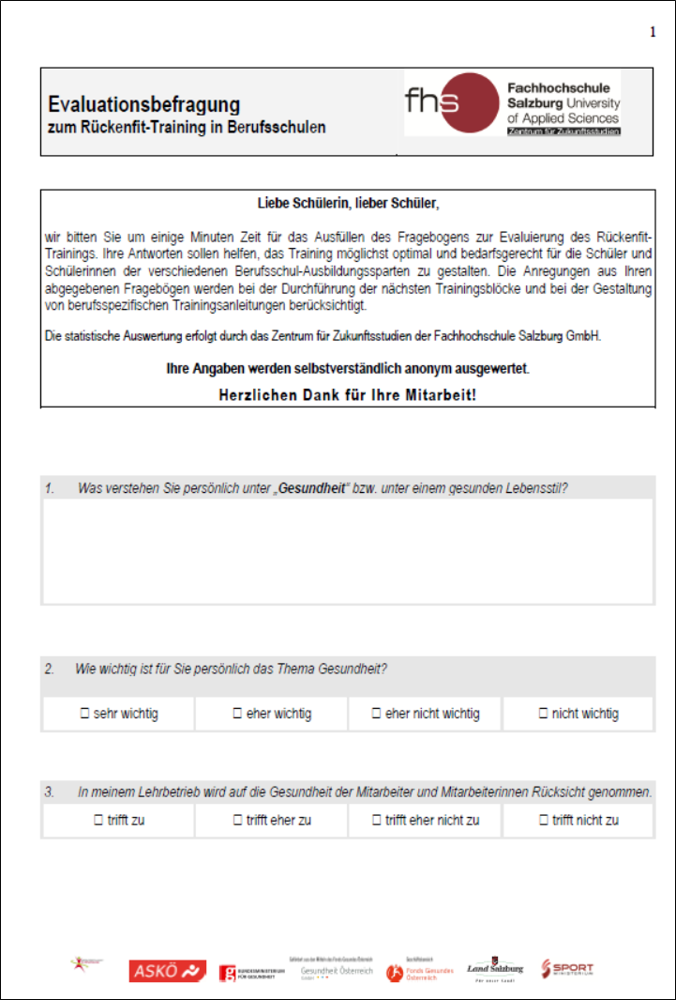 1
Evaluationsbefragung
zum Rückenfit-Training in Berufsschulen
fhs
Fachhochschule
Salzburg University
of Applied Sciences
Zentrum für Zukunftsstudien
Liebe Schülerin, lieber Schüler,
wir bitten Sie um einige Minuten Zeit für das Ausfüllen des Fragebogens zur Evaluierung des Rückenfit-
Trainings. Ihre Antworten sollen helfen, das Training möglichst optimal und bedarfsgerecht für die Schüler und
Schülerinnen der verschiedenen Berufsschul-Ausbildungssparten zu gestalten. Die Anregungen aus Ihren
abgegebenen Fragebögen werden bei der Durchführung der nächsten Trainingsblöcke und bei der Gestaltung
von berufsspezifischen Trainingsanleitungen berücksichtigt.
Die statistische Auswertung erfolgt durch das Zentrum für Zukunftsstudien der Fachhochschule Salzburg GmbH.
Ihre Angaben werden selbstverständlich anonym ausgewertet.
Herzlichen Dank für Ihre Mitarbeit!
1. Was verstehen Sie persönlich unter „Gesundheit“ bzw. unter einem gesunden Lebensstil?
2. Wie wichtig ist für Sie persönlich das Thema Gesundheit?
☐ sehr wichtig ☐ eher wichtig ☐ eher nicht wichtig ☐ nicht wichtig
3. In meinem Lehrbetrieb wird auf die Gesundheit der Mitarbeiter und Mitarbeiterinnen Rücksicht genommen.
☐ trifft zu ☐ trifft eher zu ☐ trifft eher nicht zu ☐ trifft nicht zu
ASKÖ
BUNDESMINISTERIUM
FÜR GESUNDHEIT
Gefördert aus den Mitteln des Fonds Gesundes Österreich
Gesundheit Österreich
GmbH
Fonds Gesundes
Österreich
Land Salzburg
Für unser Land!
SPORT
MINISTERIUM